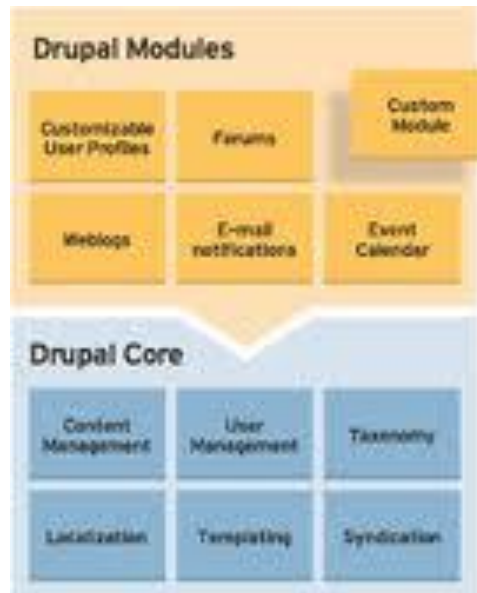 Drupal Modules
Customizable
User Profiles
Forums
Custom
Module
Weblogs
E-mail
notifications
Event
Calendar
Drupal Core
Content
Management
User
Management
Taxonomy
Localization
Templating
Syndication